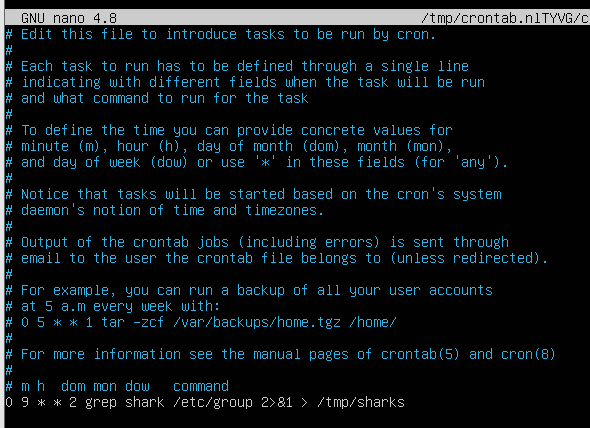 GNU nano 4.8 /tmp/crontab.nlTYVG/c
# Edit this file to introduce tasks to be run by cron.
#
# Each task to run has to be defined through a single line
# indicating with different fields when the task will be run
# and what command to run for the task
#
# To define the time you can provide concrete values for
# minute (m), hour (h), day of month (dom), month (mon),
# and day of week (dow) or use '*' in these fields (for 'any').
#
# Notice that tasks will be started based on the cron's system
# daemon's notion of time and timezones.
#
# Output of the crontab jobs (including errors) is sent through
# email to the user the crontab file belongs to (unless redirected).
#
# For example, you can run a backup of all your user accounts
# at 5 a.m every week with:
# 0 5 * * 1 tar -zcf /var/backups/home.tgz /home/
#
# For more information see the manual pages of crontab(5) and cron(8)
#
# m h  dom mon dow   command
0 9 * * 2 grep shark /etc/group 2>&1 > /tmp/sharks